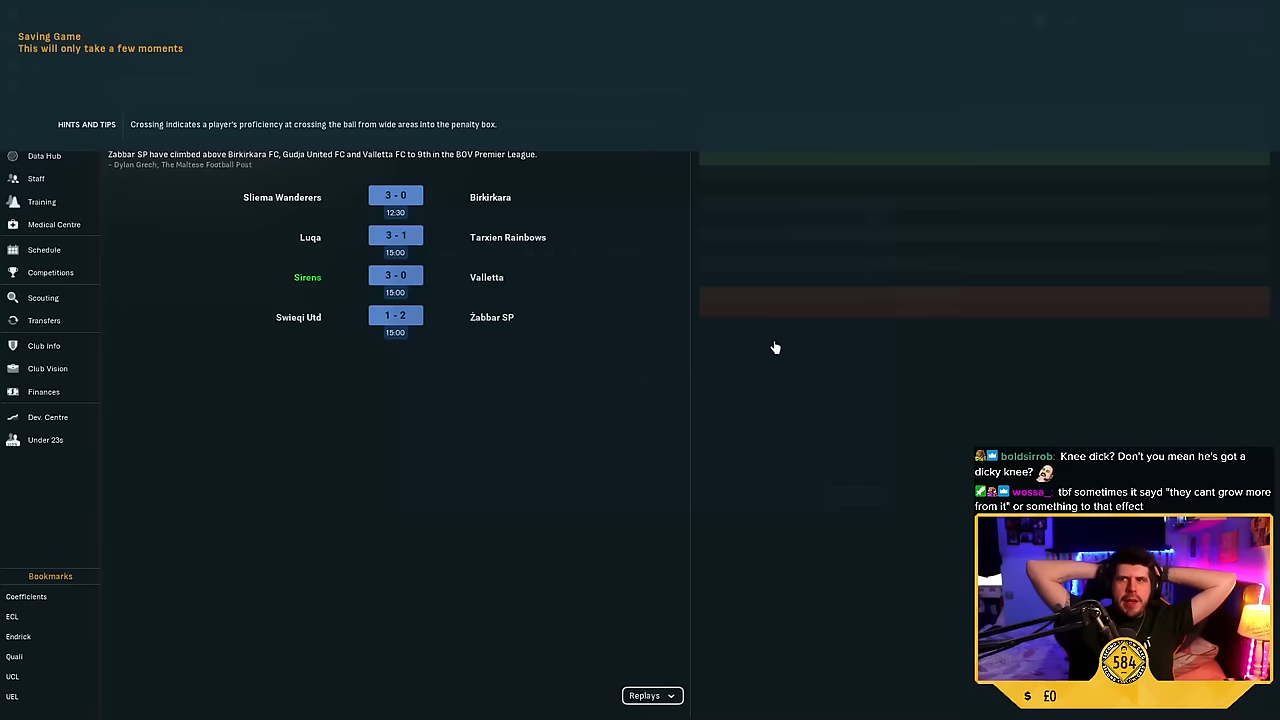 Saving Game
This will only take a few moments
HINTS AND TIPS Crossing indicates a player's proficiency at crossing the ball from wide areas into the penalty box.
Data Hub
Staff
Training
Medical Centre
Schedule
Competitions
Scouting
Transfers
Club Info
Club Vision
Finances
Dev. Centre
Under 23s
Bookmarks
Coefficients
ECL
Endrick
Quali
UCL
UEL
Zabbar SP have climbed above Birkirkara FC, Gudja United FC and Valletta FC to 9th in the BOV Premier League.
- Dylan Grech, The Maltese Football Post
Sliema Wanderers 3 - 0 Birkirkara
12:30
Luqa 3 - 1 Tarxien Rainbows
15:00
Sirens 3 - 0 Valletta
15:00
Swieqi Utd 1 - 2 Żabbar SP
15:00
Replays
boldsirrob: Knee dick? Don't you mean he's got a
dicky knee?
wossa_: tbf sometimes it sayd "they cant grow more
from it" or something to that effect
584
$ £0